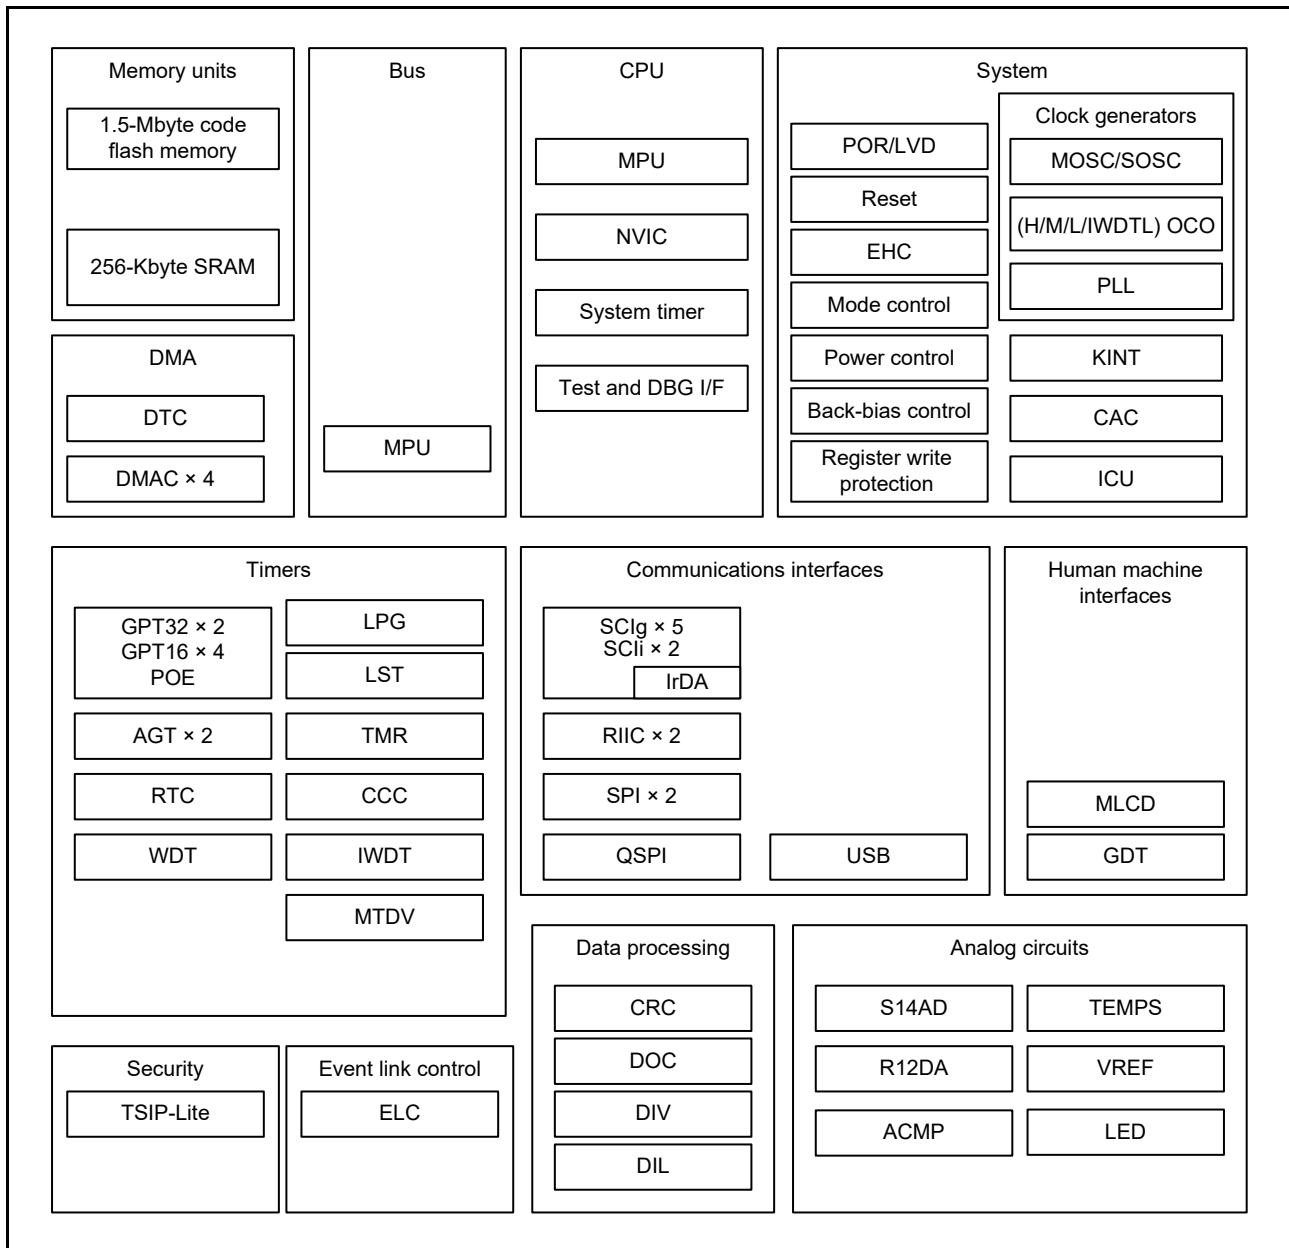 Memory units
1.5-Mbyte code
flash memory
256-Kbyte SRAM
DMA
DTC
DMAC × 4
Bus
MPU
CPU
MPU
NVIC
System timer
Test and DBG I/F
System
POR/LVD
Reset
EHC
Mode control
Power control
Back-bias control
Register write
protection
Clock generators
MOSC/SOSC
(H/M/L/IWDTL) OCO
PLL
KINT
CAC
ICU
Timers
GPT32 × 2
GPT16 × 4
POE
AGT × 2
RTC
WDT
LPG
LST
TMR
CCC
IWDT
MTDV
Communications interfaces
SCIg × 5
SCIi × 2
IrDA
RIIC × 2
SPI × 2
QSPI
USB
Human machine
interfaces
MLCD
GDT
Security
TSIP-Lite
Event link control
ELC
Data processing
CRC
DOC
DIV
DIL
Analog circuits
S14AD
TEMPS
R12DA
VREF
ACMP
LED